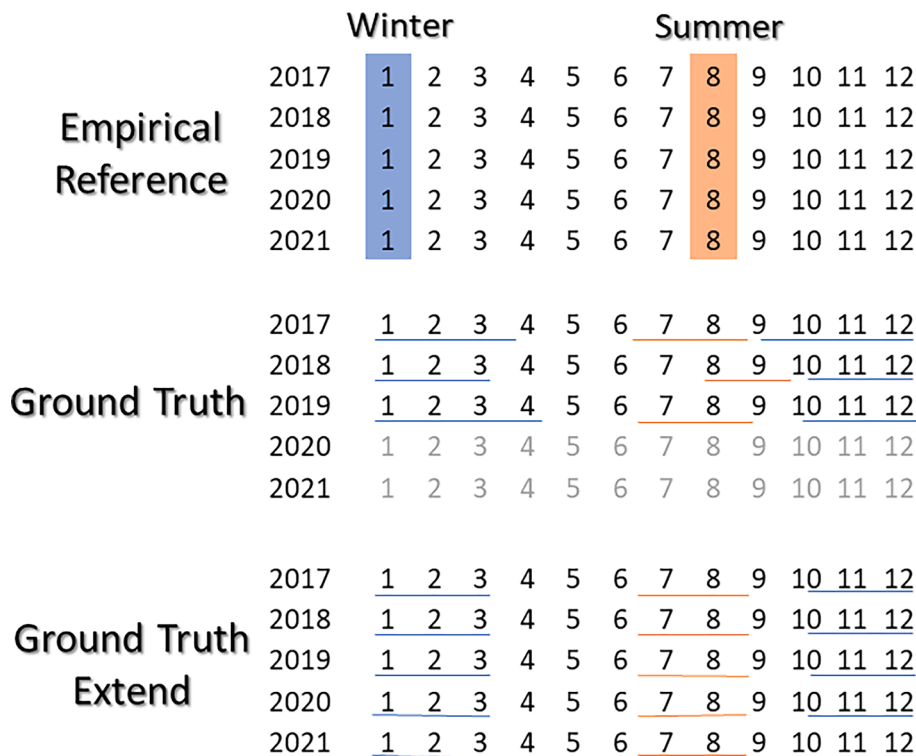 Winter Summer
Empirical Reference
2017 1 2 3 4 5 6 7 8 9 10 11 12
2018 1 2 3 4 5 6 7 8 9 10 11 12
2019 1 2 3 4 5 6 7 8 9 10 11 12
2020 1 2 3 4 5 6 7 8 9 10 11 12
2021 1 2 3 4 5 6 7 8 9 10 11 12
Ground Truth
2017 1 2 3 4 5 6 7 8 9 10 11 12
2018 1 2 3 4 5 6 7 8 9 10 11 12
2019 1 2 3 4 5 6 7 8 9 10 11 12
2020 1 2 3 4 5 6 7 8 9 10 11 12
2021 1 2 3 4 5 6 7 8 9 10 11 12
Ground Truth
Extend
2017 1 2 3 4 5 6 7 8 9 10 11 12
2018 1 2 3 4 5 6 7 8 9 10 11 12
2019 1 2 3 4 5 6 7 8 9 10 11 12
2020 1 2 3 4 5 6 7 8 9 10 11 12
2021 1 2 3 4 5 6 7 8 9 10 11 12